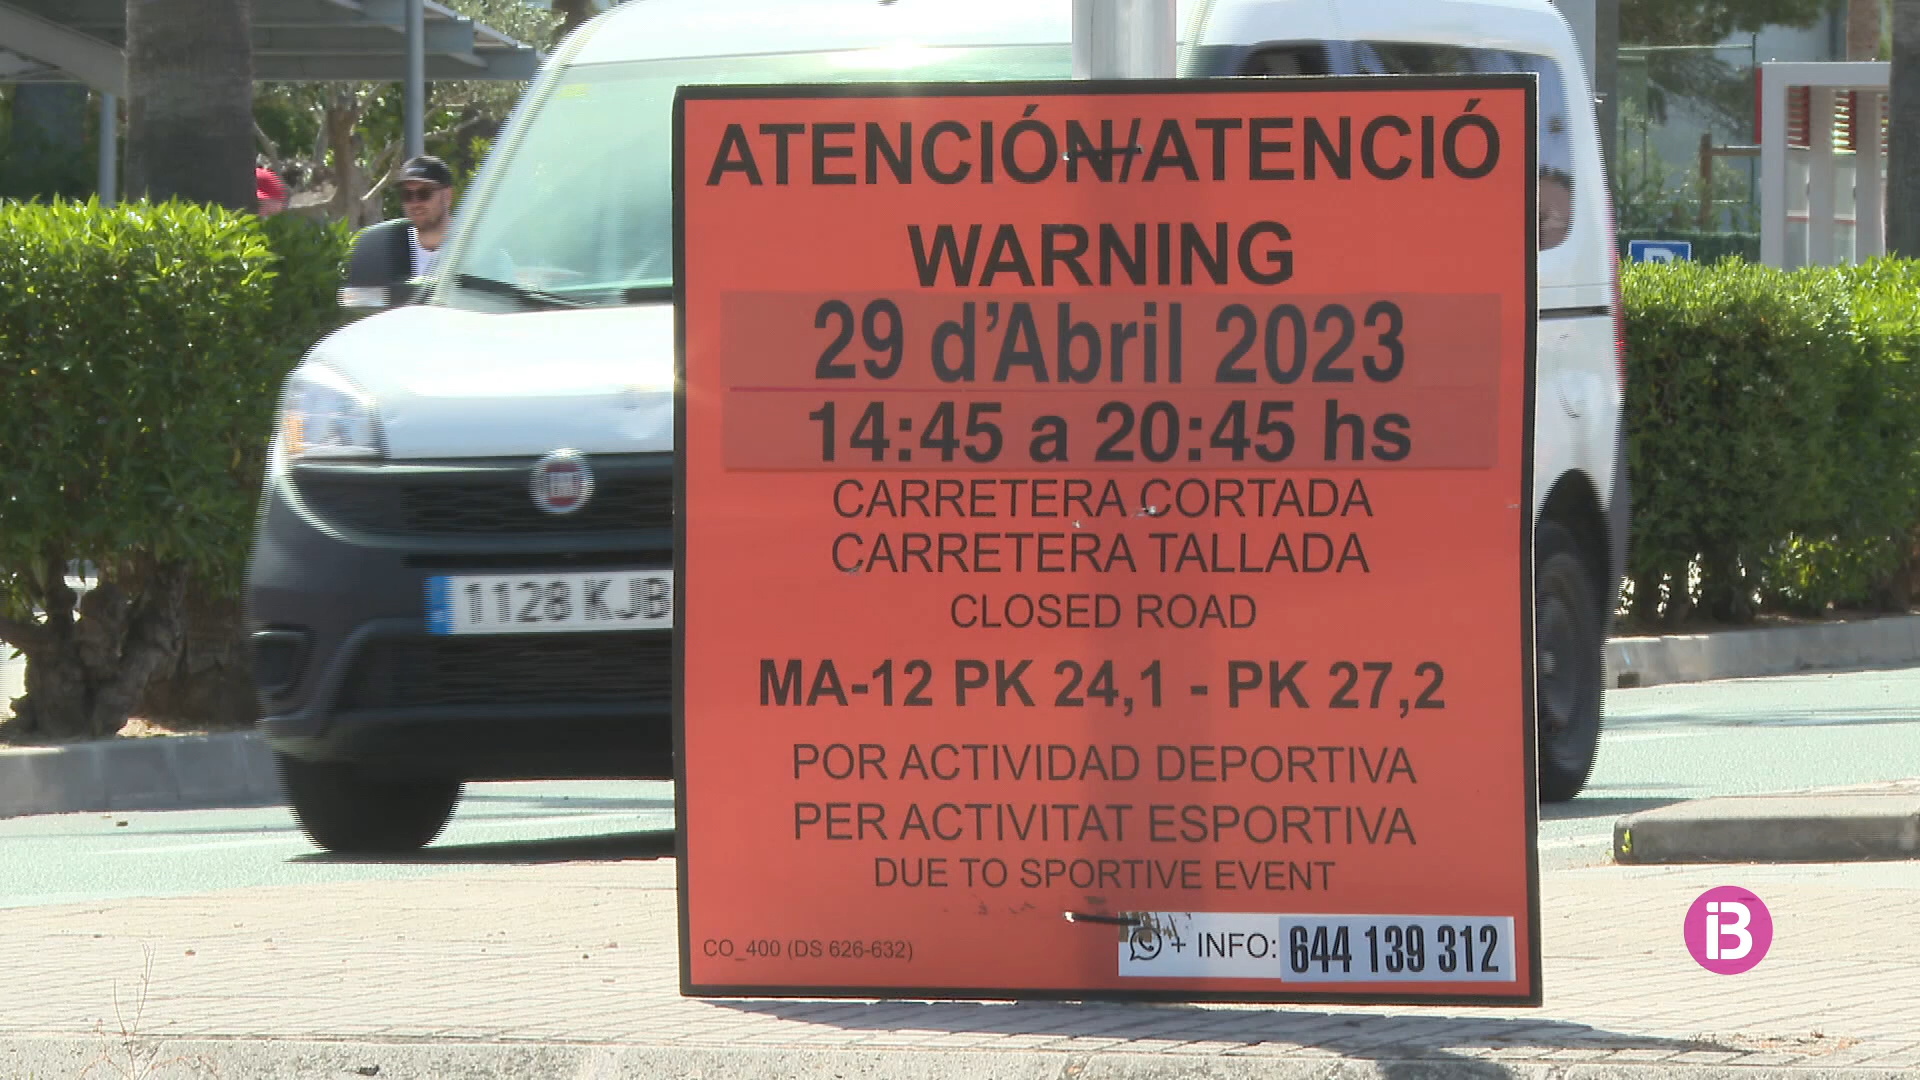 ATENCIÓN/ATENCIÓ
WARNING
29 d'Abril 2023
14:45 a 20:45 hs
CARRETERA CORTADA
CARRETERA TALLADA
CLOSED ROAD
MA-12 PK 24,1 - PK 27,2
POR ACTIVIDAD DEPORTIVA
PER ACTIVITAT ESPORTIVA
DUE TO SPORTIVE EVENT
CO_400 (DS 626-632)
+ INFO: 644 139 312
1128 KJB
P
IB